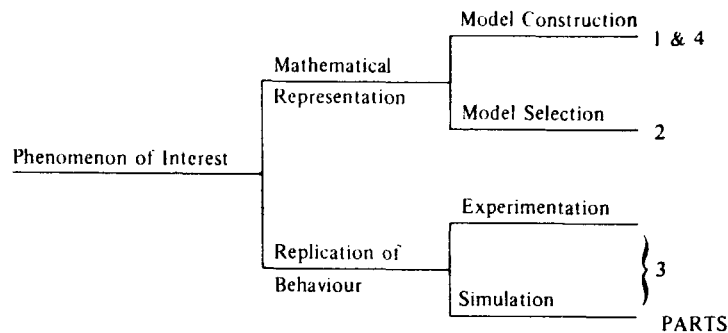 Model Construction
1 & 4
Mathematical
Representation
Model Selection
2
Phenomenon of Interest
Experimentation
Replication of
Behaviour
3
Simulation
PARTS